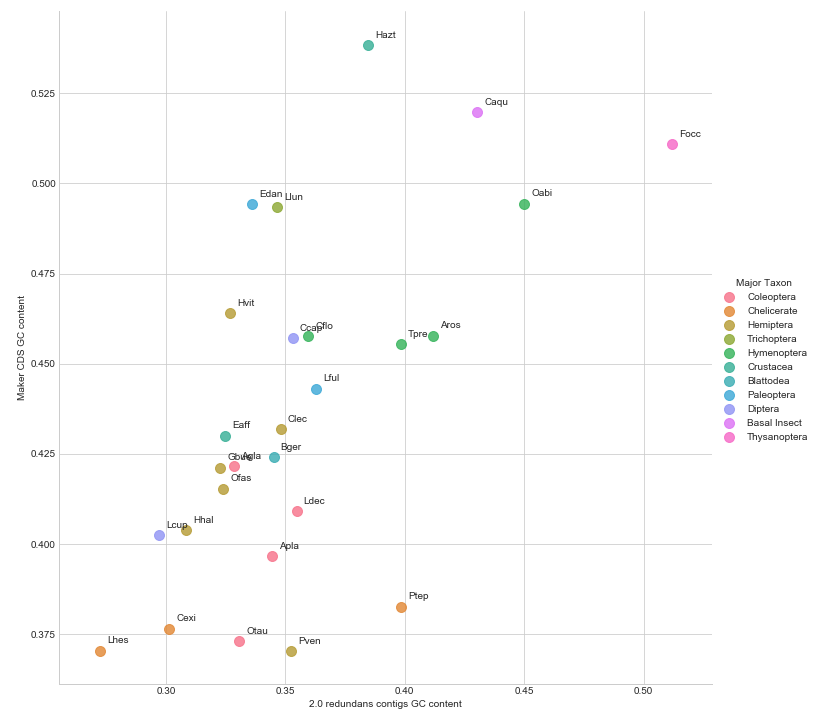 Hazt
Caqu
Focc
0.525
Oabi
Edan
Llun
0.500
0.475
Hvit
Ccap
Cflo
Tpre
Aros
0.450
Lful
Clec
Eaff
Bger
0.425
Agla
Ofas
Ldec
Hhal
Lcup
0.400
Apla
Ptep
Cexi
Otau
Lhes
Pven
0.375
0.30
0.35
0.40
0.45
0.50
2.0 redundans contigs GC content
Maker CDS GC content
Major Taxon
Coleoptera
Chelicerate
Hemiptera
Trichoptera
Hymenoptera
Crustacea
Blattodea
Paleoptera
Diptera
Basal Insect
Thysanoptera